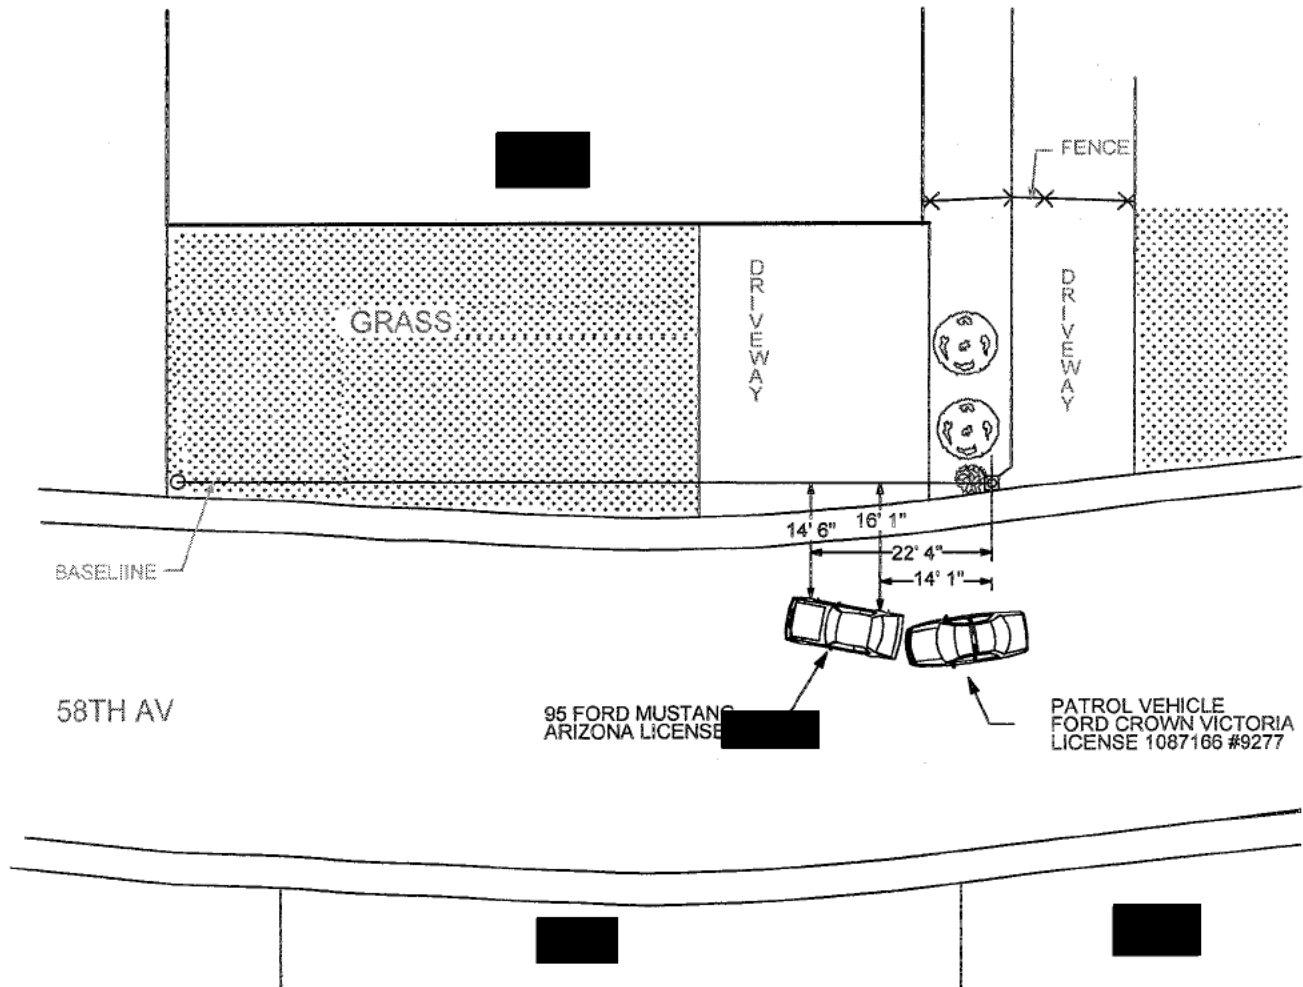 FENCE
GRASS
DRIVEWAY
DRIVEWAY
14' 6"
16' 1"
22' 4"
14' 1"
BASELIINE
58TH AV
95 FORD MUSTANG
ARIZONA LICENSE
PATROL VEHICLE
FORD CROWN VICTORIA
LICENSE 1087166 #9277